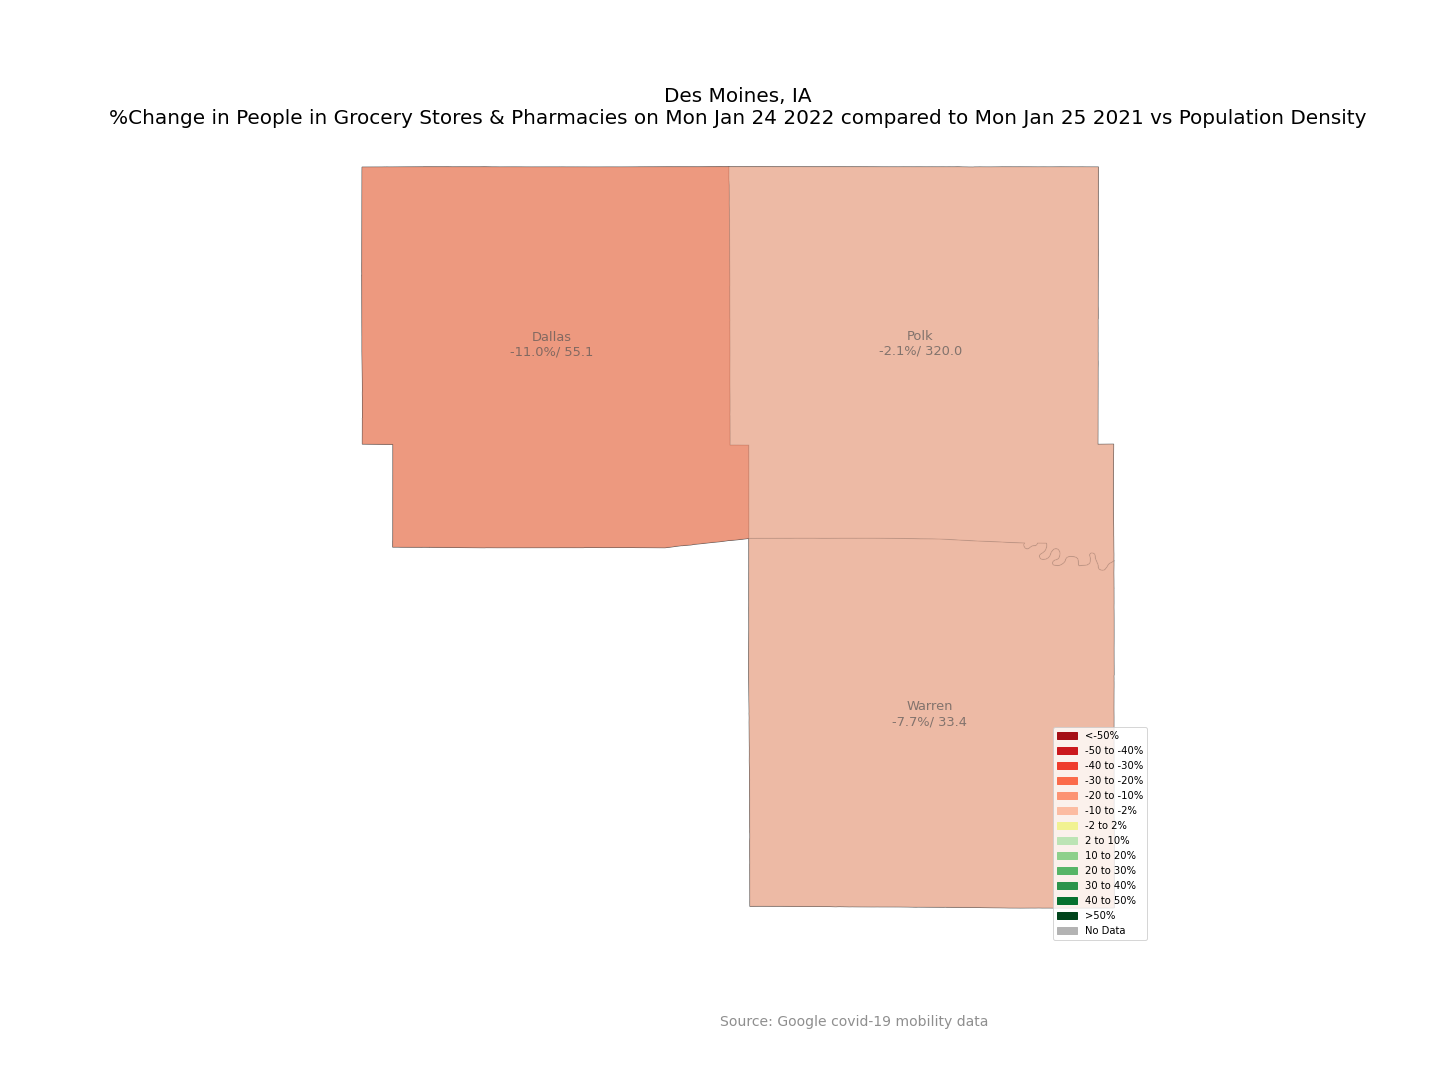 Des Moines, IA
%Change in People in Grocery Stores & Pharmacies on Mon Jan 24 2022 compared to Mon Jan 25 2021 vs Population Density
Dallas
-11.0%/ 55.1
Polk
-2.1%/ 320.0
Warren
-7.7%/ 33.4
<-50%
-50 to -40%
-40 to -30%
-30 to -20%
-20 to -10%
-10 to -2%
-2 to 2%
2 to 10%
10 to 20%
20 to 30%
30 to 40%
40 to 50%
>50%
No Data
Source: Google covid-19 mobility data